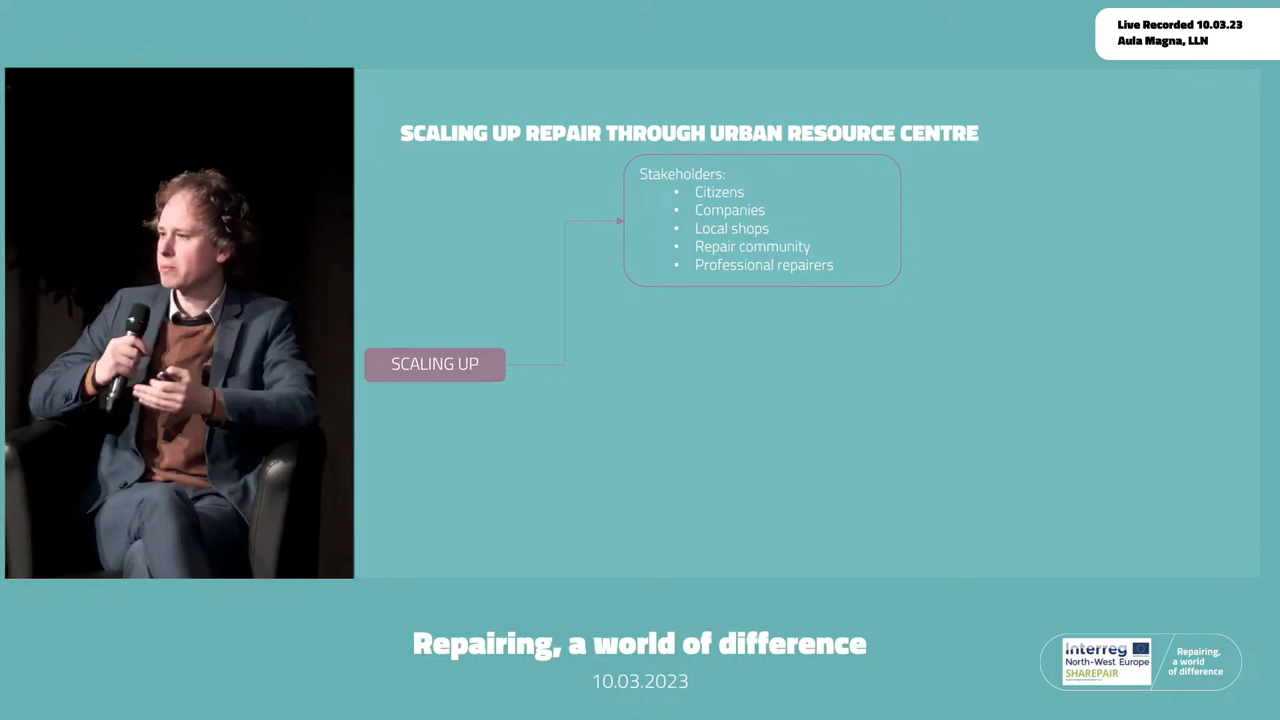 Live Recorded 10.03.23
Aula Magna, LLN
SCALING UP REPAIR THROUGH URBAN RESOURCE CENTRE
Stakeholders:
• Citizens
• Companies
• Local shops
• Repair community
• Professional repairers
SCALING UP
Repairing, a world of difference
10.03.2023
Interreg
North-West Europe
SHAREPAIR
Repairing,
a world
of difference